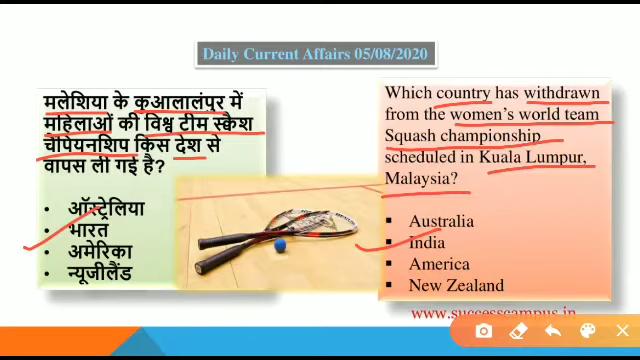 Daily Current Affairs 05/08/2020
मलेशिया के कुआलालंपुर में
महिलाओं की विश्व टीम स्क्वैश
चैंपियनशिप किस देश से
वापस ली गई है?
• ऑस्ट्रेलिया
• भारत
• अमेरिका
• न्यूजीलैंड
Which country has withdrawn
from the women's world team
Squash championship
scheduled in Kuala Lumpur,
Malaysia?
▪ Australia
▪ India
▪ America
▪ New Zealand
www.successcampus.in